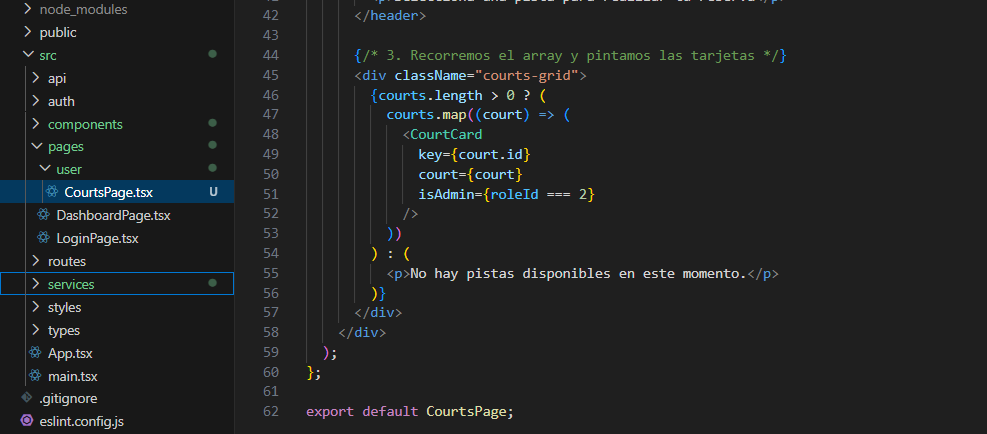 node_modules
public
src
api
auth
components
pages
user
CourtsPage.tsx U
DashboardPage.tsx
LoginPage.tsx
routes
services
styles
types
App.tsx
main.tsx
.gitignore
eslint.config.js
42 </header>
43
44 {/* 3. Recorremos el array y pintamos las tarjetas */}
45 <div className="courts-grid">
46 {courts.length > 0 ? (
47 courts.map((court) => (
48 <CourtCard
49 key={court.id}
50 court={court}
51 isAdmin={roleId === 2}
52 />
53 ))
54 ) : (
55 <p>No hay pistas disponibles en este momento.</p>
56 )}
57 </div>
58 </div>
59 );
60 };
61
62 export default CourtsPage;